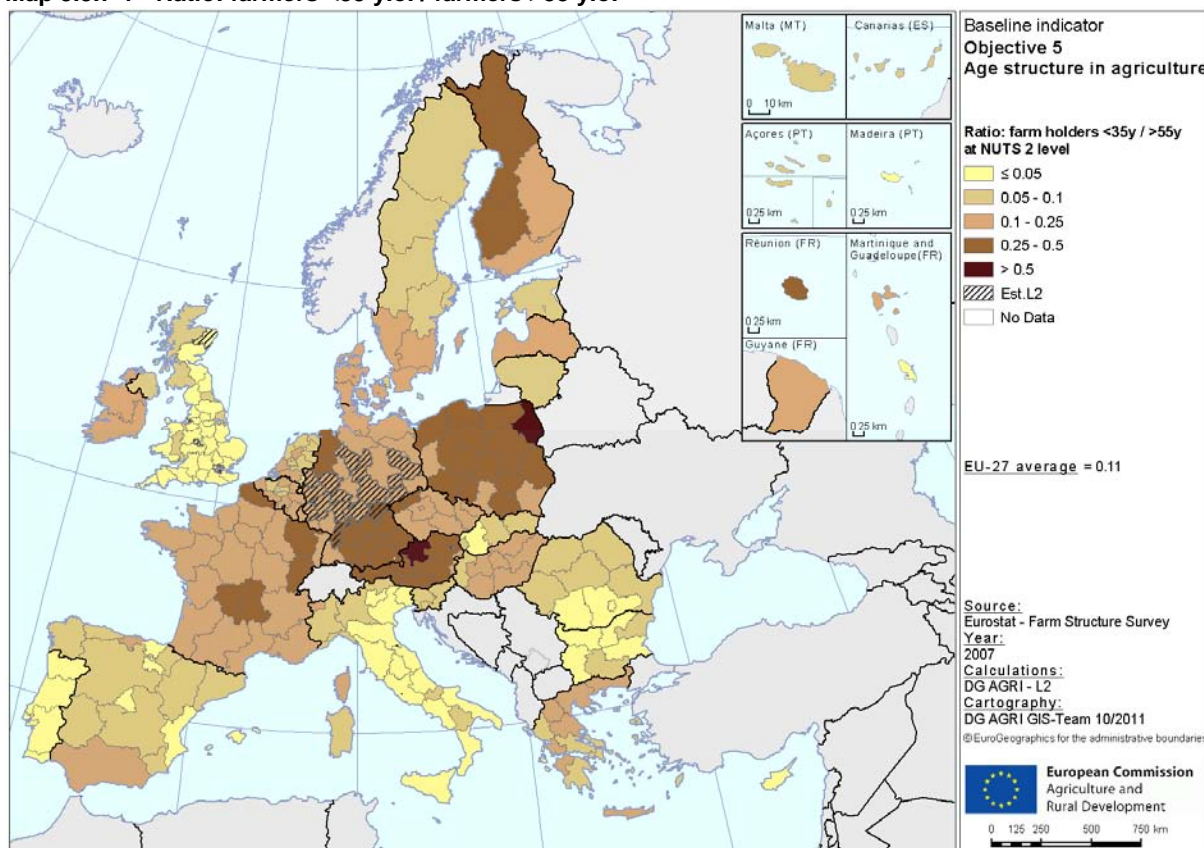 Baseline indicator
Objective 5
Age structure in agriculture
Ratio: farm holders <35y / >55y
at NUTS 2 level
≤ 0.05
0.05 - 0.1
0.1 - 0.25
0.25 - 0.5
> 0.5
Est.L2
No Data
EU-27 average = 0.11
Source:
Eurostat - Farm Structure Survey
Year:
2007
Calculations:
DG AGRI - L2
Cartography:
DG AGRI GIS-Team 10/2011
©EuroGeographics for the administrative boundaries
European Commission
Agriculture and
Rural Development
0 125 250 500 750 km
Malta (MT)
0 10 km
Canarias (ES)
Açores (PT)
0 25 km
Madeira (PT)
0 25 km
Réunion (FR)
0 25 km
Martinique and
Guadeloupe(FR)
0 25 km
Guyane (FR)